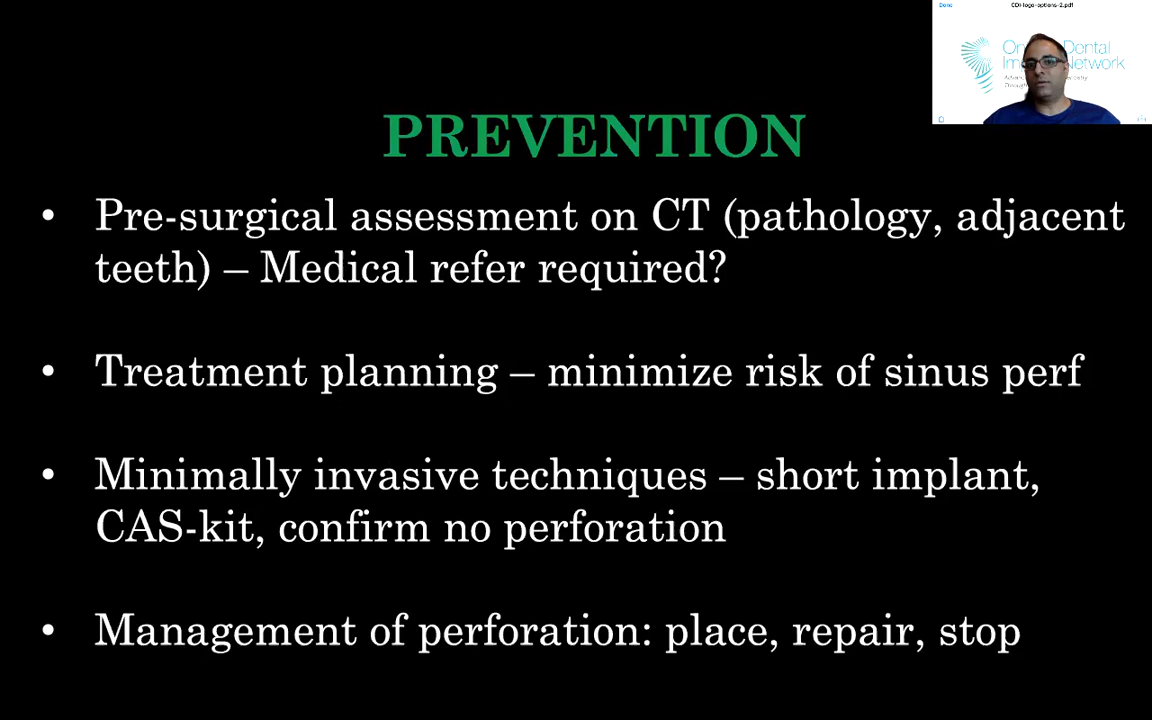 Done
CDI-logo-options-2.pdf
Dental
Network
PREVENTION
• Pre-surgical assessment on CT (pathology, adjacent
teeth) – Medical refer required?
• Treatment planning – minimize risk of sinus perf
• Minimally invasive techniques – short implant,
CAS-kit, confirm no perforation
• Management of perforation: place, repair, stop